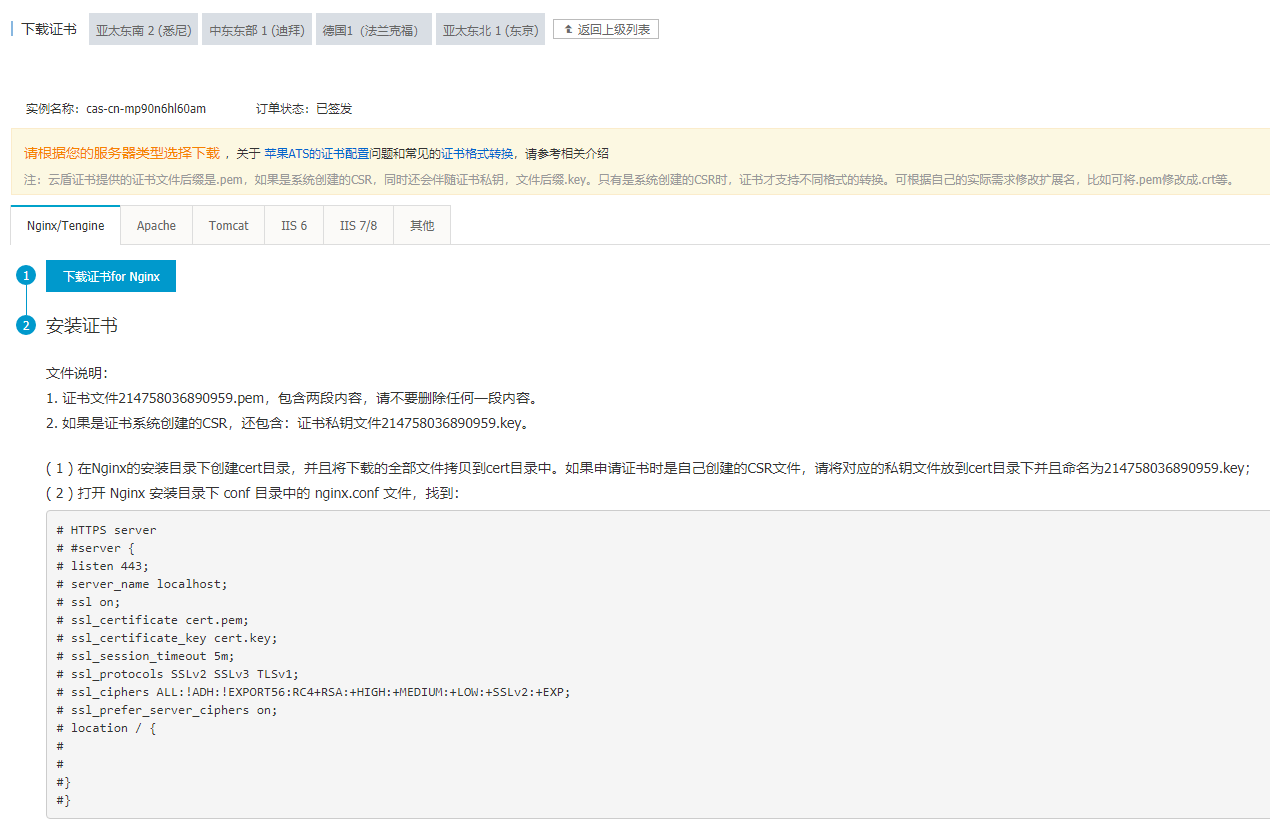 下载证书 亚太东南 2 (悉尼) 中东东部 1 (迪拜) 德国1（法兰克福） 亚太东北 1 (东京) 返回上级列表
实例名称：cas-cn-mp90n6hl60am 订单状态：已签发
请根据您的服务器类型选择下载 ，关于 苹果ATS的证书配置问题和常见的证书格式转换，请参考相关介绍
注：云盾证书提供的证书文件后缀是.pem，如果是系统创建的CSR，同时还会伴随证书私钥，文件后缀.key。只有是系统创建的CSR时，证书才支持不同格式的转换。可根据自己的实际需求修改扩展名，比如可将.pem修改成.crt等。
Nginx/Tengine Apache Tomcat IIS 6 IIS 7/8 其他
1 下载证书for Nginx
2 安装证书
文件说明：
1. 证书文件214758036890959.pem，包含两段内容，请不要删除任何一段内容。
2. 如果是证书系统创建的CSR，还包含：证书私钥文件214758036890959.key。
( 1 ) 在Nginx的安装目录下创建cert目录，并且将下载的全部文件拷贝到cert目录中。如果申请证书时是自己创建的CSR文件，请将对应的私钥文件放到cert目录下并且命名为214758036890959.key；
( 2 ) 打开 Nginx 安装目录下 conf 目录中的 nginx.conf 文件，找到：
# HTTPS server
# #server {
# listen 443;
# server_name localhost;
# ssl on;
# ssl_certificate cert.pem;
# ssl_certificate_key cert.key;
# ssl_session_timeout 5m;
# ssl_protocols SSLv2 SSLv3 TLSv1;
# ssl_ciphers ALL:!ADH:!EXPORT56:RC4+RSA:+HIGH:+MEDIUM:+LOW:+SSLv2:+EXP;
# ssl_prefer_server_ciphers on;
# location / {
#
#
#}
#}